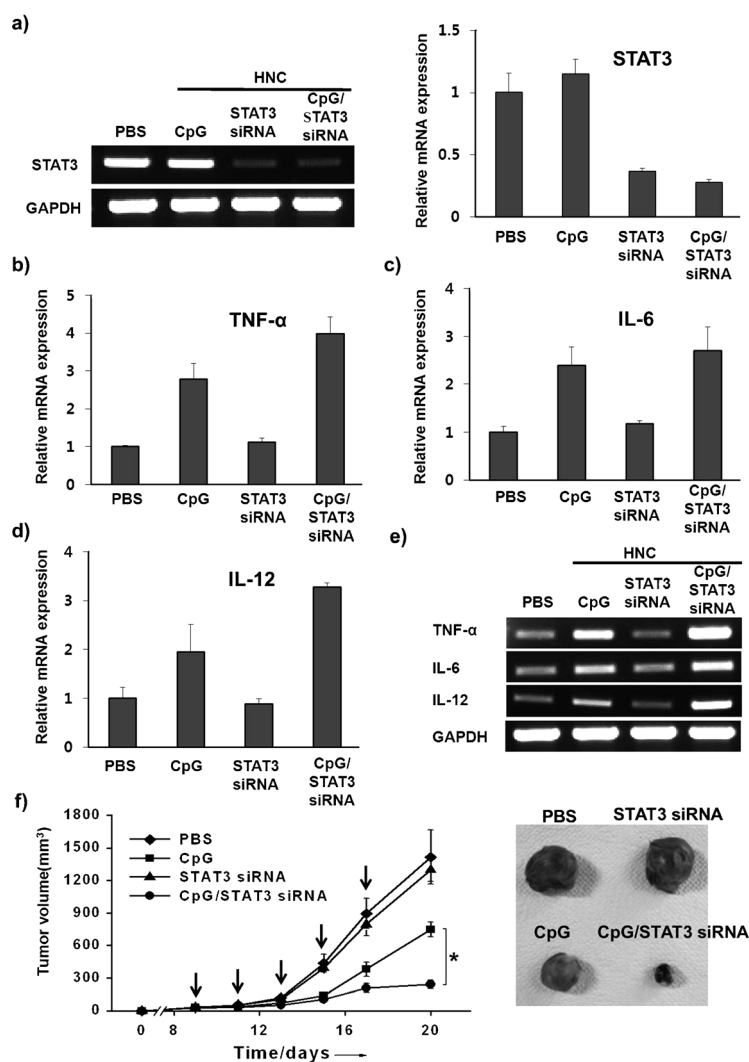 a)
HNC
PBS
CpG
STAT3
siRNA
CpG/
STAT3
siRNA
STAT3
GAPDH
STAT3
Relative mRNA expression
1.5
1
0.5
0
PBS
CpG
STAT3
siRNA
CpG/
STAT3
siRNA
b)
TNF-α
Relative mRNA expression
5
4
3
2
1
0
PBS
CpG
STAT3
siRNA
CpG/
STAT3
siRNA
c)
IL-6
Relative mRNA expression
4
3
2
1
0
PBS
CpG
STAT3
siRNA
CpG/
STAT3
siRNA
d)
IL-12
Relative mRNA expression
4
3
2
1
0
PBS
CpG
STAT3
siRNA
CpG/
STAT3
siRNA
e)
HNC
PBS
CpG
STAT3
siRNA
CpG/
STAT3
siRNA
TNF-α
IL-6
IL-12
GAPDH
f)
Tumor volume(mm³)
1800
1500
1200
900
600
300
0
PBS
CpG
STAT3 siRNA
CpG/STAT3 siRNA
*
0 8 12 16 20
Time/days
PBS
STAT3 siRNA
CpG
CpG/STAT3 siRNA